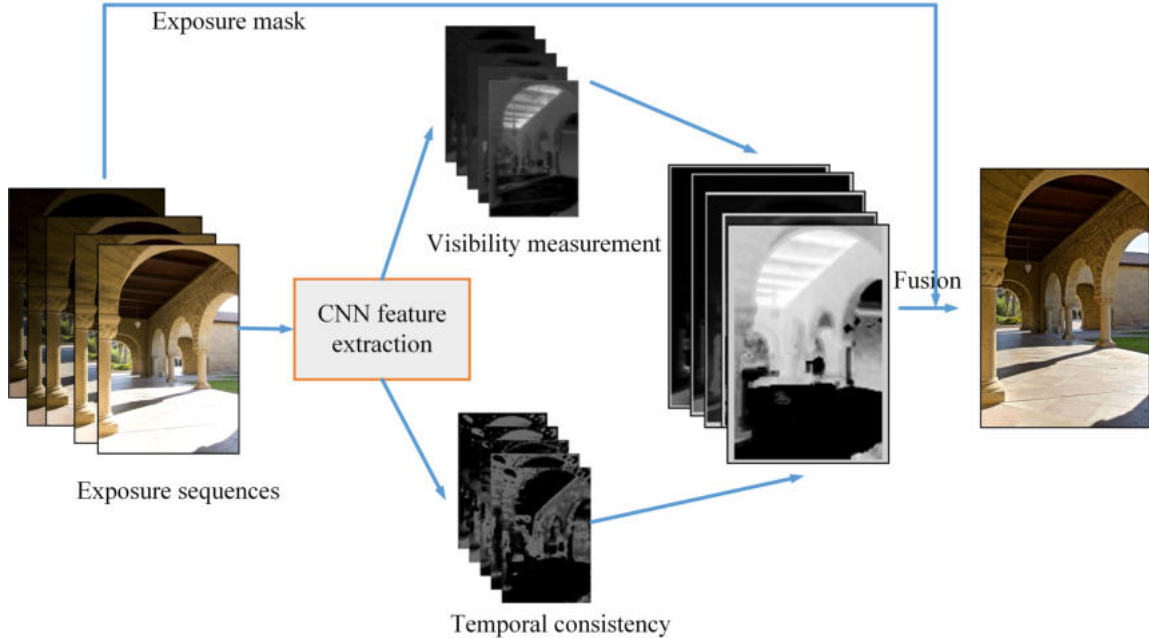 Exposure mask
Visibility measurement
Fusion
CNN feature
extraction
Exposure sequences
Temporal consistency